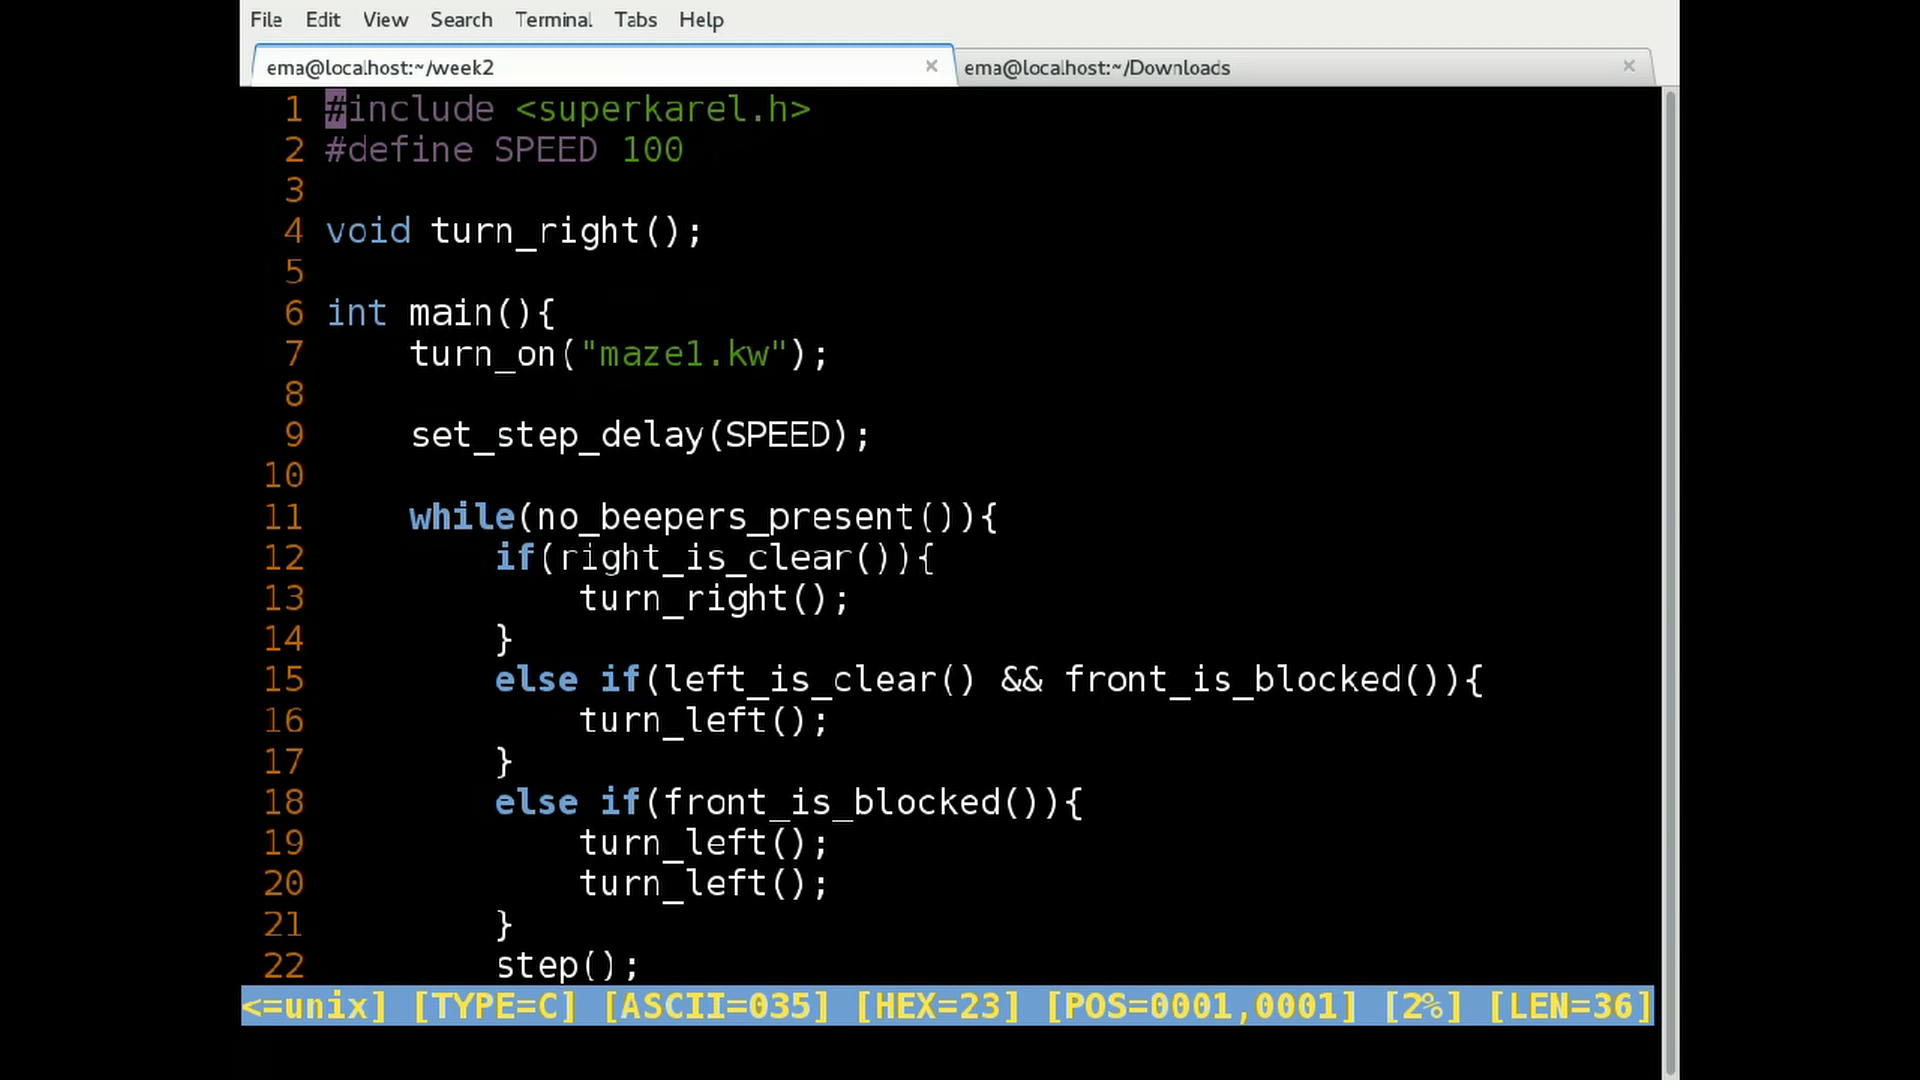 File Edit View Search Terminal Tabs Help
ema@localhost:~/week2 × ema@localhost:~/Downloads ×
1 #include <superkarel.h>
2 #define SPEED 100
3
4 void turn_right();
5
6 int main(){
7 turn_on("maze1.kw");
8
9 set_step_delay(SPEED);
10
11 while(no_beepers_present()){
12 if(right_is_clear()){
13 turn_right();
14 }
15 else if(left_is_clear() && front_is_blocked()){
16 turn_left();
17 }
18 else if(front_is_blocked()){
19 turn_left();
20 turn_left();
21 }
22 step();
<=unix] [TYPE=C] [ASCII=035] [HEX=23] [POS=0001,0001] [2%] [LEN=36]